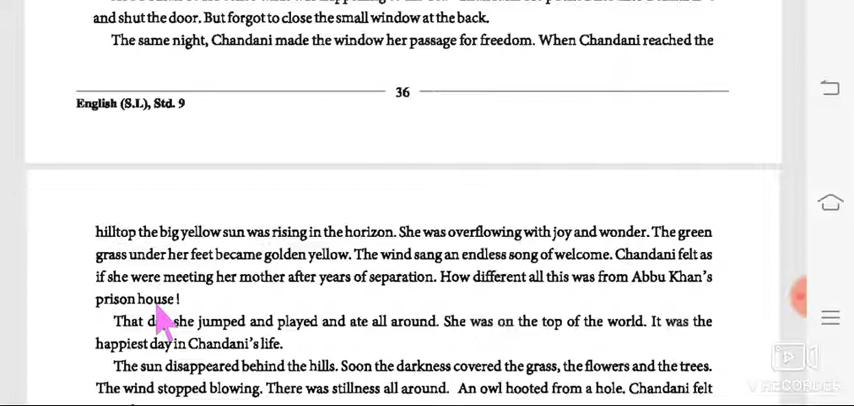 and shut the door. But forgot to close the small window at the back.
The same night, Chandani made the window her passage for freedom. When Chandani reached the
36
English (S.L), Std. 9
hilltop the big yellow sun was rising in the horizon. She was overflowing with joy and wonder. The green
grass under her feet became golden yellow. The wind sang an endless song of welcome. Chandani felt as
if she were meeting her mother after years of separation. How different all this was from Abbu Khan's
prison house !
That she jumped and played and ate all around. She was on the top of the world. It was the
happiest day in Chandani's life.
The sun disappeared behind the hills. Soon the darkness covered the grass, the flowers and the trees.
The wind stopped blowing. There was stillness all around. An owl hooted from a hole. Chandani felt
V RECORDER